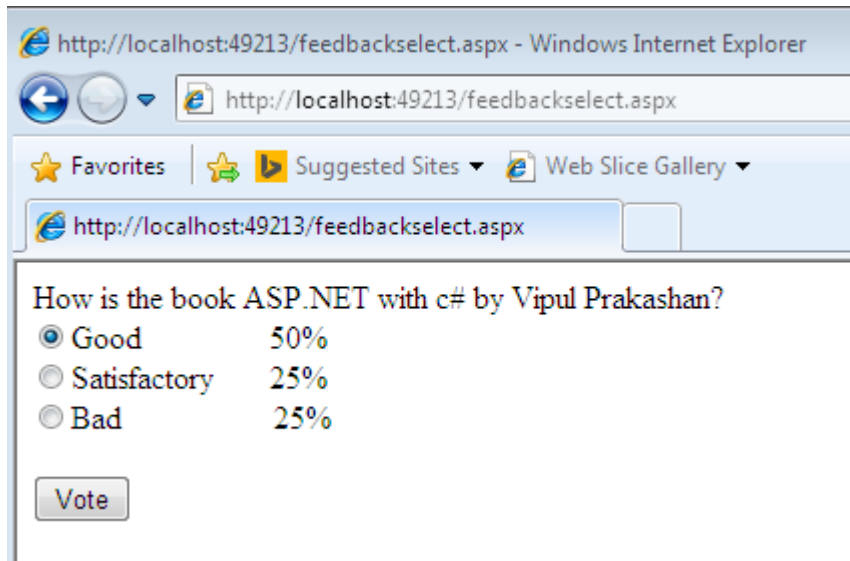 http://localhost:49213/feedbackselect.aspx - Windows Internet Explorer
http://localhost:49213/feedbackselect.aspx
Favorites Suggested Sites Web Slice Gallery
http://localhost:49213/feedbackselect.aspx
How is the book ASP.NET with c# by Vipul Prakashan?
Good 50%
Satisfactory 25%
Bad 25%
Vote